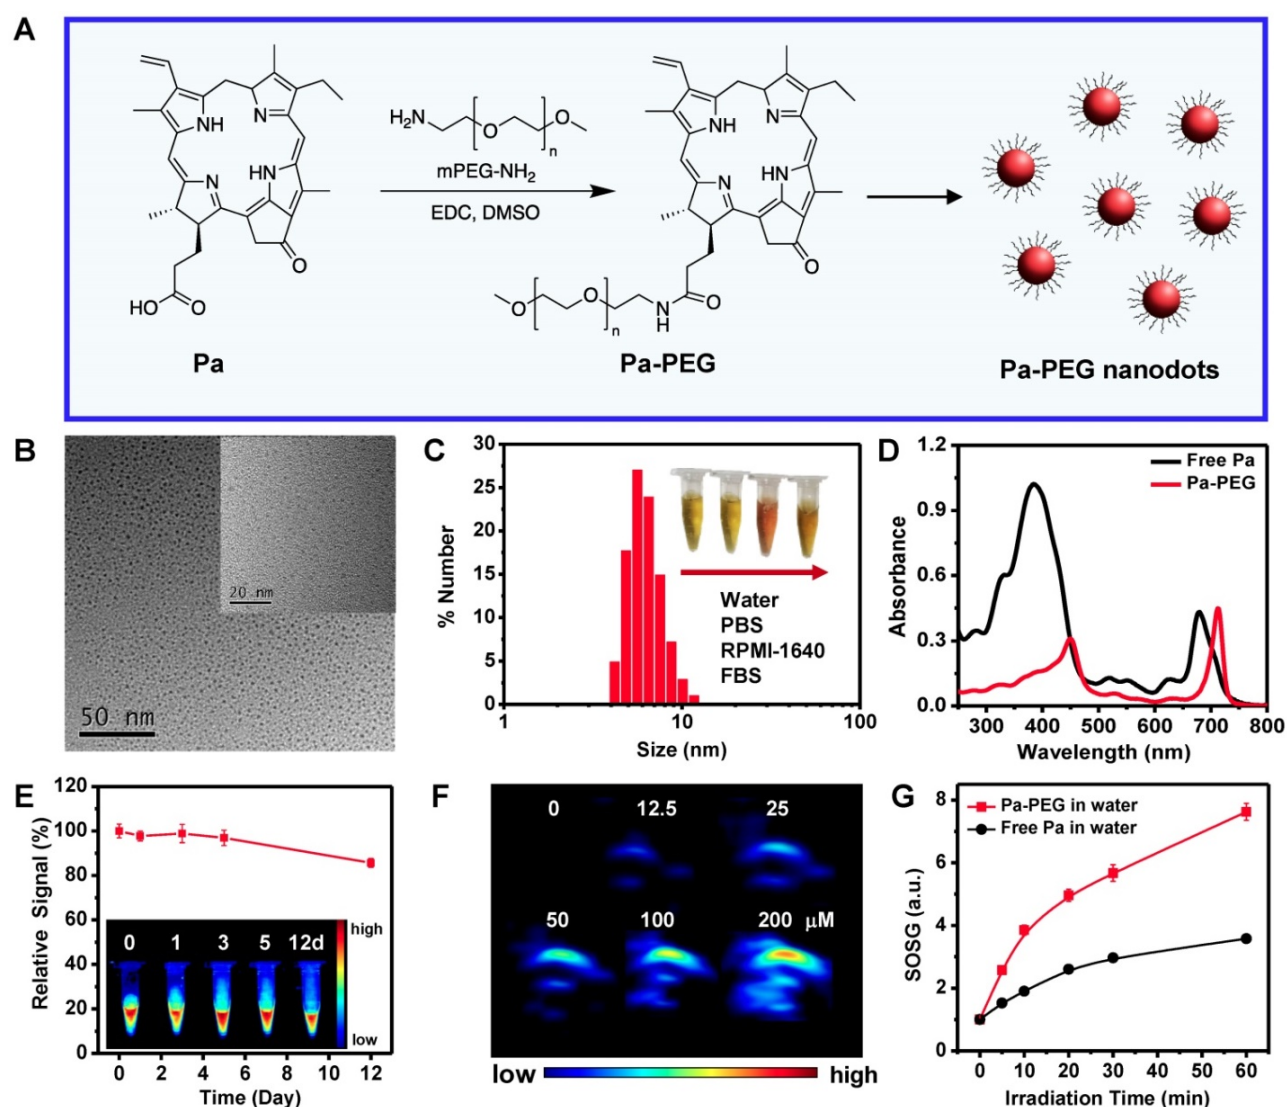 A
NH
N
HN
N
HO
O
O
Pa
H₂N
O
O
n
mPEG-NH₂
EDC, DMSO
NH
N
HN
N
O
O
O
n
N
H
O
Pa-PEG
Pa-PEG nanodots
B
20 nm
50 nm
C
% Number
30
25
20
15
10
5
0
Water
PBS
RPMI-1640
FBS
1
10
100
Size (nm)
D
Absorbance
1.2
0.9
0.6
0.3
0.0
Free Pa
Pa-PEG
300 400 500 600 700 800
Wavelength (nm)
E
Relative Signal (%)
120
100
80
60
40
20
0
0 1 3 5 12d
high
low
0 2 4 6 8 10 12
Time (Day)
F
0 12.5 25
50 100 200 μM
low high
G
SOSG (a.u.)
8
6
4
2
0
Pa-PEG in water
Free Pa in water
0 10 20 30 40 50 60
Irradiation Time (min)